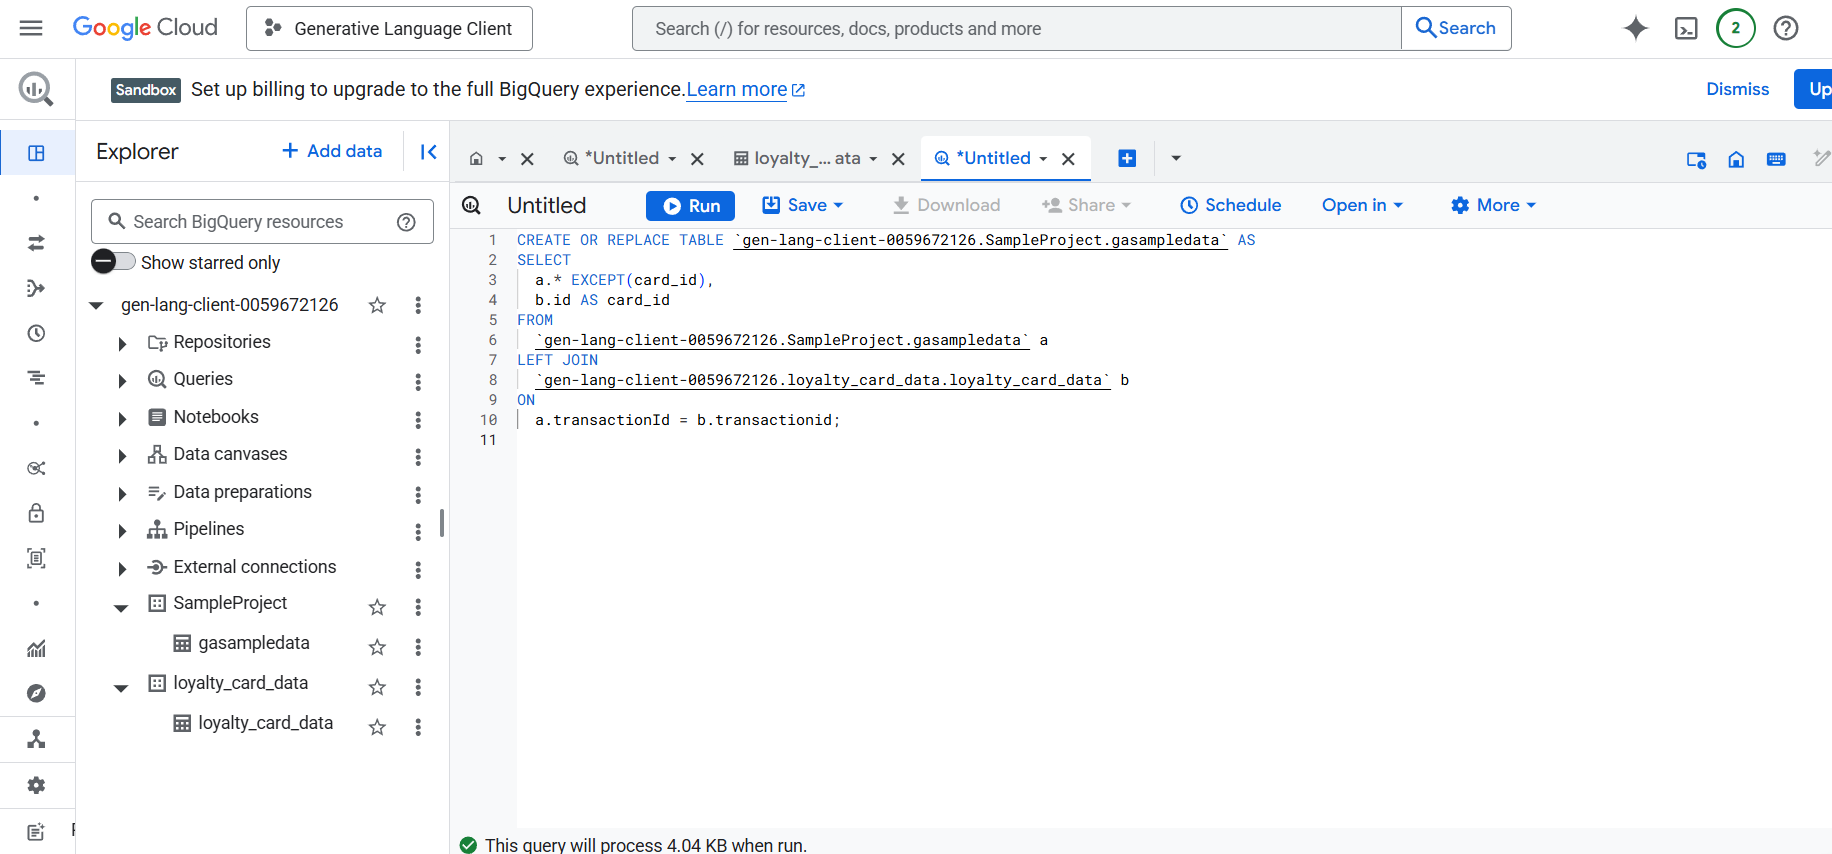 Google Cloud
Generative Language Client
Search (/) for resources, docs, products and more
Search
2
Sandbox
Set up billing to upgrade to the full BigQuery experience. Learn more
Dismiss
Up
Explorer
+ Add data
*Untitled
loyalty_... ata
*Untitled
Search BigQuery resources
Untitled
Run
Save
Download
Share
Schedule
Open in
More
Show starred only
gen-lang-client-0059672126
Repositories
Queries
Notebooks
Data canvases
Data preparations
Pipelines
External connections
SampleProject
gasampledata
loyalty_card_data
loyalty_card_data
1 CREATE OR REPLACE TABLE `gen-lang-client-0059672126.SampleProject.gasampledata` AS
2 SELECT
3 a.* EXCEPT(card_id),
4 b.id AS card_id
5 FROM
6 `gen-lang-client-0059672126.SampleProject.gasampledata` a
7 LEFT JOIN
8 `gen-lang-client-0059672126.loyalty_card_data.loyalty_card_data` b
9 ON
10 a.transactionId = b.transactionid;
11
This query will process 4.04 KB when run.